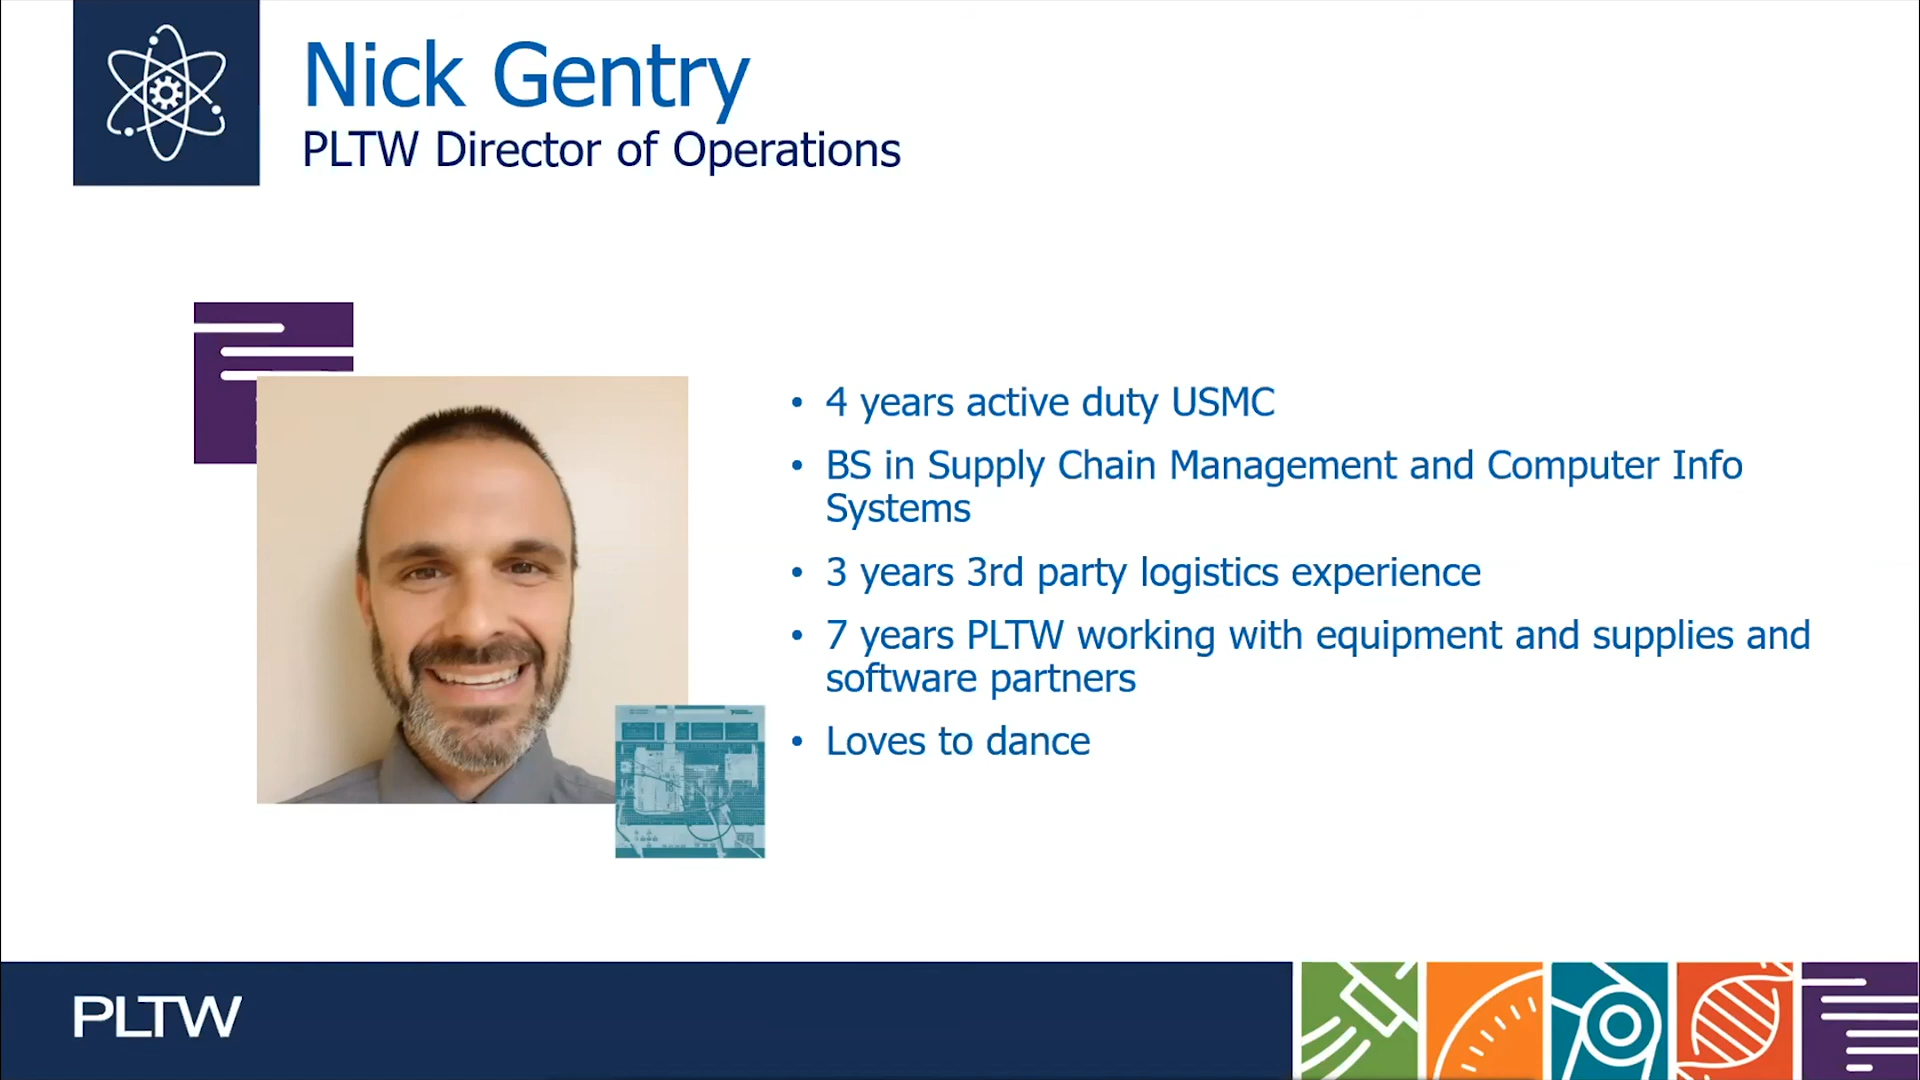 Nick Gentry
PLTW Director of Operations
• 4 years active duty USMC
• BS in Supply Chain Management and Computer Info
Systems
• 3 years 3rd party logistics experience
• 7 years PLTW working with equipment and supplies and
software partners
• Loves to dance
PLTW